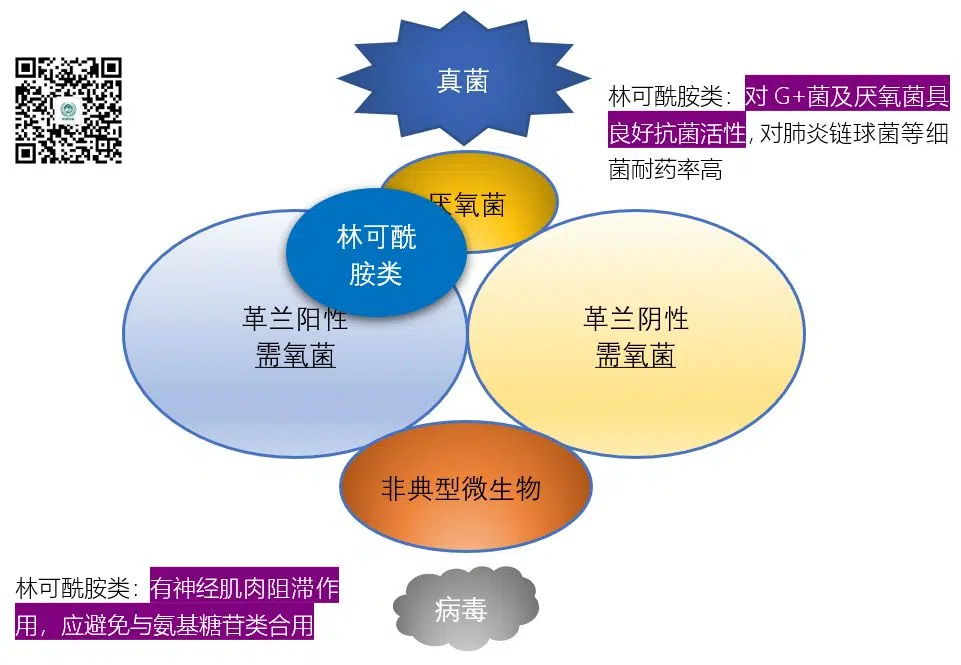 真菌
林可酰胺类：对 G+菌及厌氧菌具
良好抗菌活性，对肺炎链球菌等细
菌耐药率高
厌氧菌
林可酰
胺类
革兰阳性
需氧菌
革兰阴性
需氧菌
非典型微生物
林可酰胺类：有神经肌肉阻滞作
用，应避免与氨基糖苷类合用
病毒